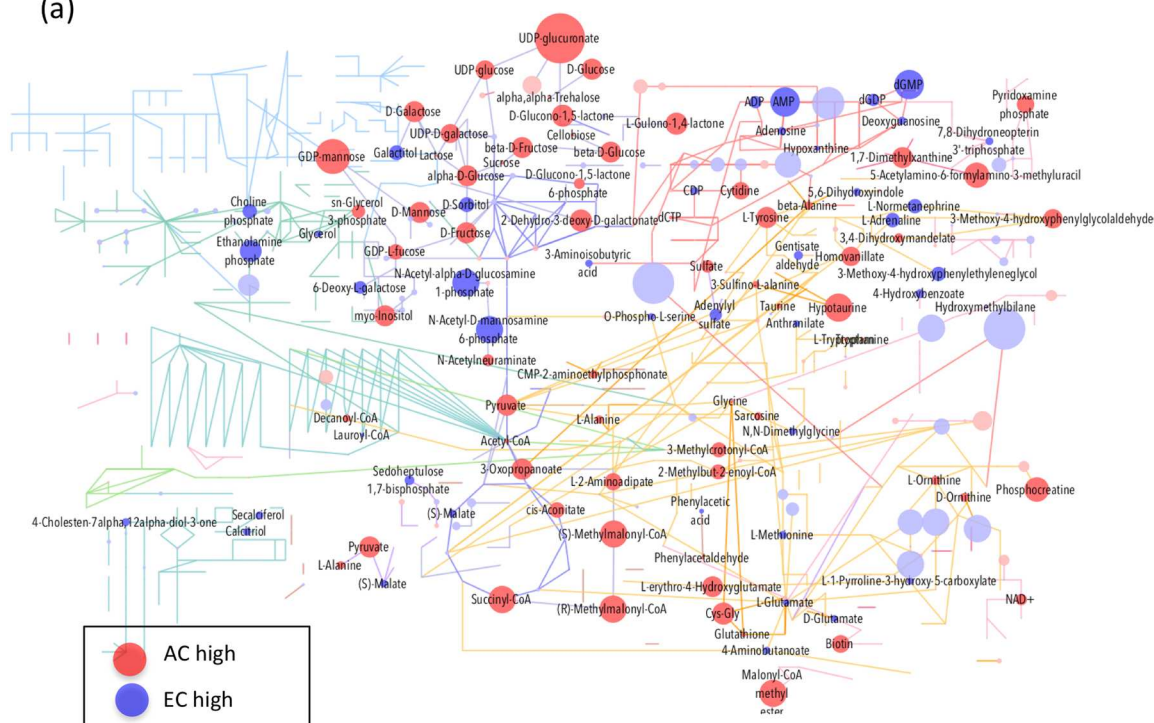 (a)
UDP-glucuronate
UDP-glucose
D-Glucose
alpha,alpha-Trehalose
D-Galactose
D-Glucono-1,5-lactone
L-Gulono-1,4-lactone
ADP
AMP
dGDP
dGMP
Pyridoxamine
phosphate
Deoxyguanosine
UDP-D-galactose
Cellobiose
Adenosine
7,8-Dihydroneopterin
3'-triphosphate
GDP-mannose
Galactitol
Lactose
beta-D-Fructose
beta-D-Glucose
Hypoxanthine
1,7-Dimethylxanthine
Sucrose
alpha-D-Glucose
D-Glucono-1,5-lactone
6-phosphate
5-Acetylamino-6-formylamino-3-methyluracil
CDP
Cytidine
5,6-Dihydroxyindole
Choline
phosphate
sn-Glycerol
3-phosphate
D-Mannose
D-Sorbitol
2-Dehydro-3-deoxy-D-galactonate
dCTP
L-Tyrosine
beta-Alanine
L-Normetanephrine
L-Adrenaline
3-Methoxy-4-hydroxyphenylglycolaldehyde
Glycerol
D-Fructose
3,4-Dihydroxymandelate
Ethanolamine
phosphate
GDP-L-fucose
3-Aminoisobutyric
acid
Gentisate
aldehyde
Homovanillate
Sulfate
N-Acetyl-alpha-D-glucosamine
1-phosphate
3-Methoxy-4-hydroxyphenylethyleneglycol
6-Deoxy-L-galactose
3-Sulfino-L-alanine
4-Hydroxybenzoate
myo-Inositol
N-Acetyl-D-mannosamine
6-phosphate
O-Phospho-L-serine
Adenylyl
sulfate
Taurine
Hypotaurine
Hydroxymethylbilane
Anthranilate
L-Tryptophan
N-Acetylneuraminate
CMP-2-aminoethylphosphonate
Pyruvate
Glycine
Decanoyl-CoA
L-Alanine
Sarcosine
Lauroyl-CoA
N,N-Dimethylglycine
Acetyl-CoA
3-Methylcrotonyl-CoA
Sedoheptulose
1,7-bisphosphate
3-Oxopropanoate
L-2-Aminoadipate
2-Methylbut-2-enoyl-CoA
L-Ornithine
D-Ornithine
Phosphocreatine
(S)-Malate
cis-Aconitate
Phenylacetic
acid
4-Cholesten-7alpha,12alpha-diol-3-one
Secalciferol
Calcitriol
(S)-Methylmalonyl-CoA
L-Methionine
Pyruvate
L-Alanine
Phenylacetaldehyde
(S)-Malate
L-erythro-4-Hydroxyglutamate
L-1-Pyrroline-3-hydroxy-5-carboxylate
Succinyl-CoA
(R)-Methylmalonyl-CoA
Cys-Gly
L-Glutamate
NAD+
D-Glutamate
Glutathione
4-Aminobutanoate
Biotin
AC high
EC high
Malonyl-CoA
methyl
ester